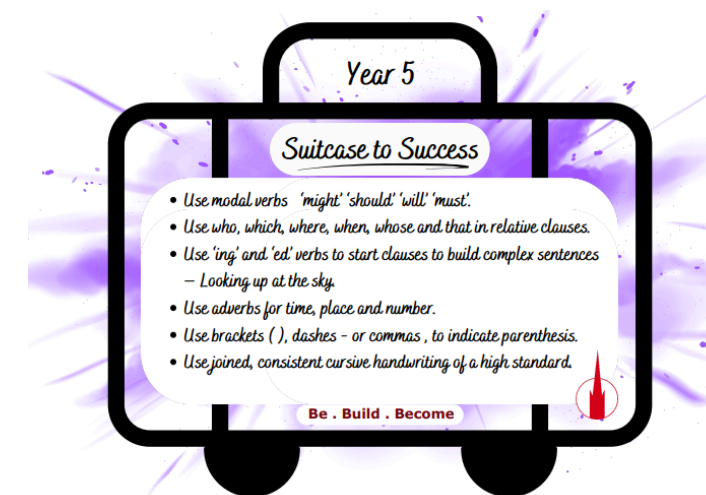 Year 5
Suitcase to Success
• Use modal verbs 'might' 'should' 'will' 'must'.
• Use who, which, where, when, whose and that in relative clauses.
• Use 'ing' and 'ed' verbs to start clauses to build complex sentences
– Looking up at the sky.
• Use adverbs for time, place and number.
• Use brackets ( ), dashes - or commas , to indicate parenthesis.
• Use joined, consistent cursive handwriting of a high standard.
Be . Build . Become